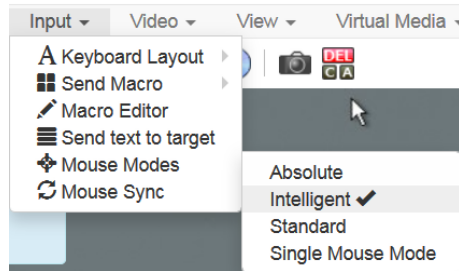 Input Video View Virtual Media
Keyboard Layout
DEL
C A
Send Macro
Macro Editor
Send text to target
Mouse Modes
Mouse Sync
Absolute
Intelligent
Standard
Single Mouse Mode